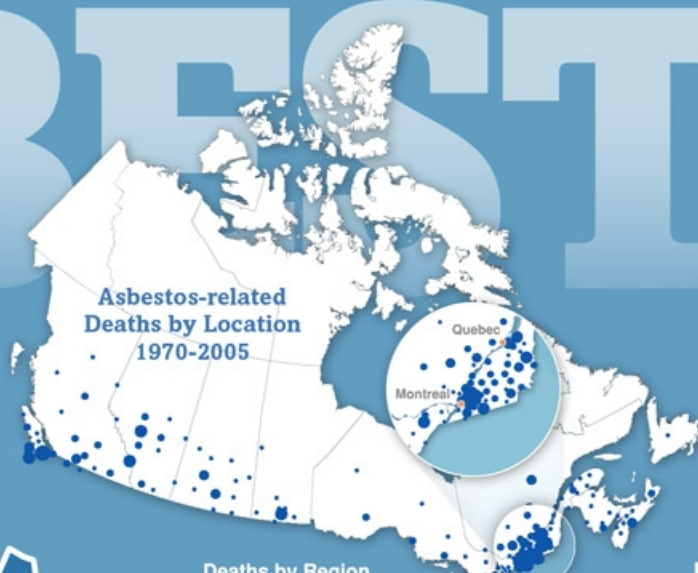 BEST
Asbestos-related
Deaths by Location
1970-2005
Quebec
Montreal
Deaths by Region